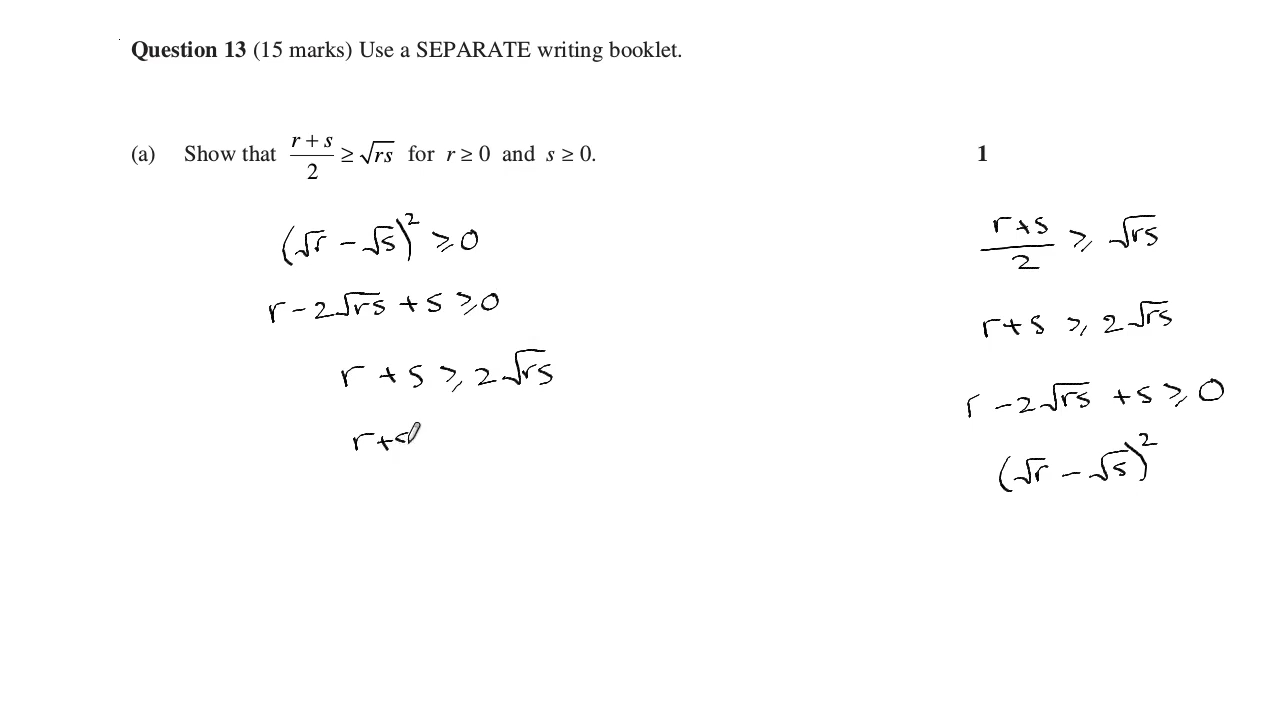 Question 13 (15 marks) Use a SEPARATE writing booklet.
(a) Show that (r + s)/2 ≥ √rs for r ≥ 0 and s ≥ 0. 1
(√r − √s)² ≥ 0
r − 2√rs + s ≥ 0
r + s ≥ 2√rs
r+s
(r+s)/2 ≥ √rs
r+s ≥ 2√rs
r − 2√rs + s ≥ 0
(√r − √s)²